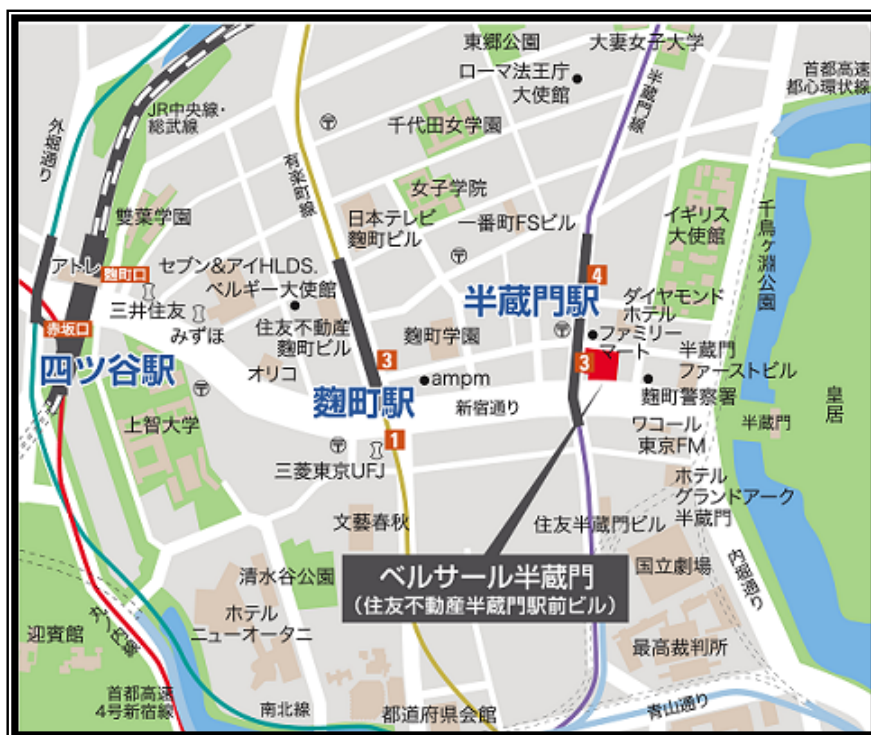 東郷公園
大妻女子大学
ローマ法王庁
大使館
半蔵門線
首都高速
都心環状線
JR中央線・
総武線
外堀通り
千代田女学園
有楽町線
女子学院
雙葉学園
日本テレビ
麹町ビル
一番町FSビル
イギリス
大使館
千鳥ヶ淵公園
アトレ
麹町口
セブン&アイHLDS.
ベルギー大使館
三井住友
みずほ
赤坂口
四ツ谷駅
住友不動産
麹町ビル
麹町学園
半蔵門駅
4
ダイヤモンド
ホテル
ファミリー
マート
3
半蔵門
ファーストビル
オリコ
3
ampm
麹町駅
新宿通り
麹町警察署
皇居
上智大学
1
三菱東京UFJ
ワコール
東京FM
半蔵門
ホテル
グランドアーク
半蔵門
文藝春秋
住友半蔵門ビル
ベルサール半蔵門
(住友不動産半蔵門駅前ビル)
国立劇場
内堀通り
清水谷公園
ホテル
ニューオータニ
迎賓館
丸ノ内線
最高裁判所
首都高速
4号新宿線
南北線
都道府県会館
青山通り